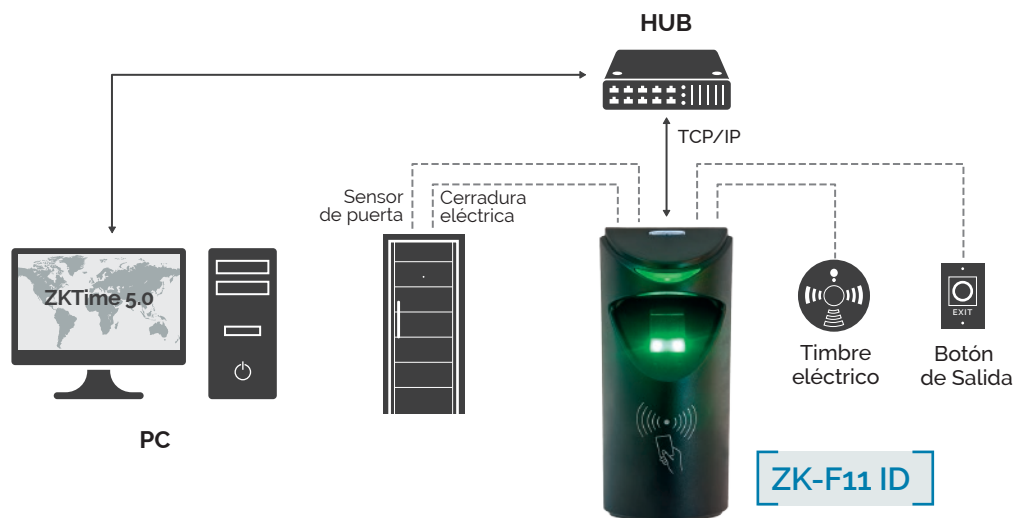 HUB
TCP/IP
Sensor
de puerta
Cerradura
eléctrica
ZKTime 5.0
EXIT
Timbre
eléctrico
Botón
de Salida
PC
ZK-F11 ID